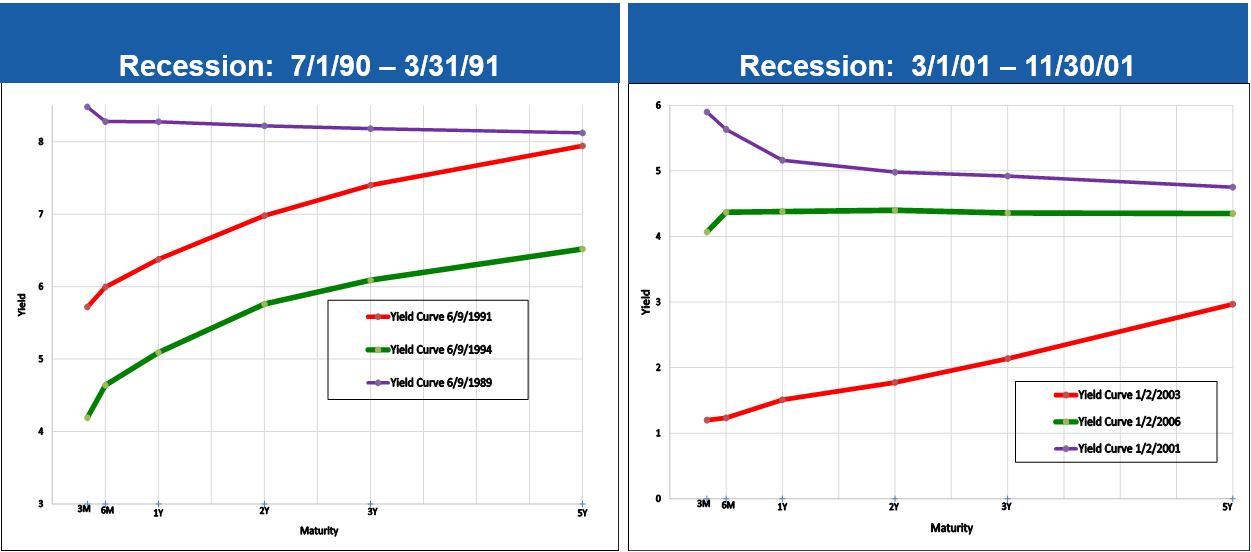 Recession:  7/1/90 – 3/31/91
8
7
6
5
4
3
Yield
3M 6M 1Y 2Y 3Y 5Y
Maturity
Yield Curve 6/9/1991
Yield Curve 6/9/1994
Yield Curve 6/9/1989
Recession:  3/1/01 – 11/30/01
6
5
4
3
2
1
0
Yield
3M 6M 1Y 2Y 3Y 5Y
Maturity
Yield Curve 1/2/2003
Yield Curve 1/2/2006
Yield Curve 1/2/2001